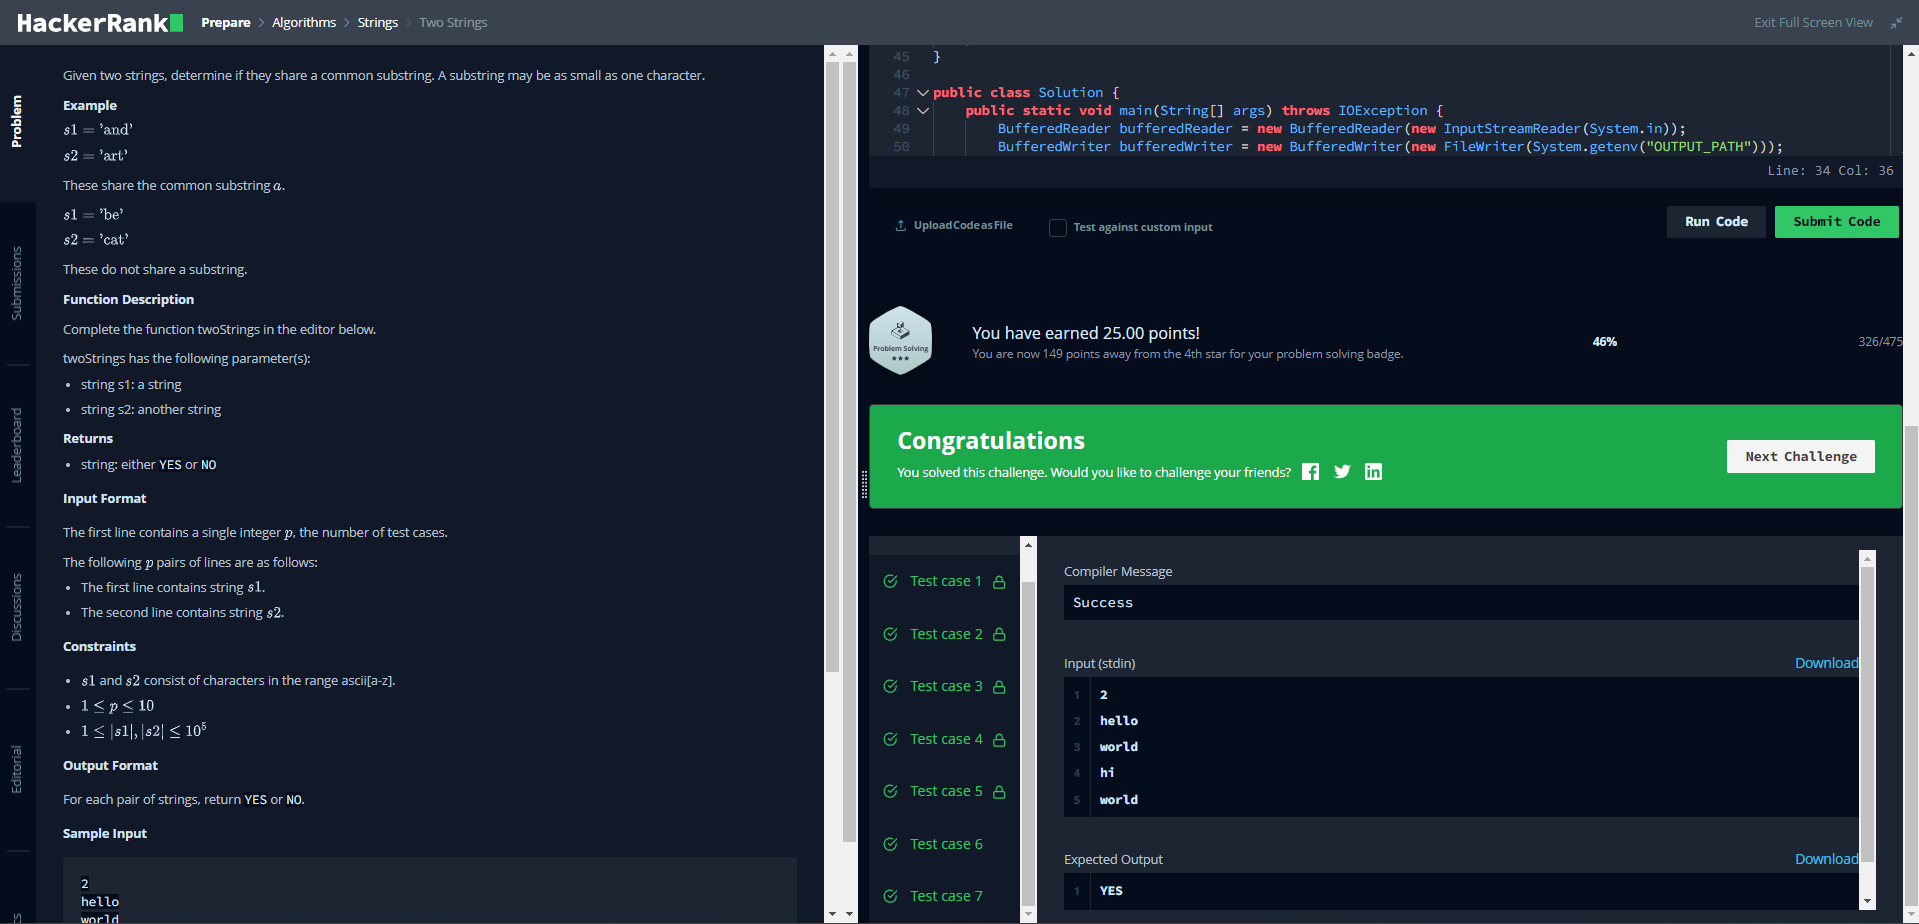 HackerRank
Prepare > Algorithms > Strings > Two Strings
Exit Full Screen View
Problem
Submissions
Leaderboard
Discussions
Editorial
Given two strings, determine if they share a common substring. A substring may be as small as one character.
Example
s1 = 'and'
s2 = 'art'
These share the common substring a.
s1 = 'be'
s2 = 'cat'
These do not share a substring.
Function Description
Complete the function twoStrings in the editor below.
twoStrings has the following parameter(s):
• string s1: a string
• string s2: another string
Returns
• string: either YES or NO
Input Format
The first line contains a single integer p, the number of test cases.
The following p pairs of lines are as follows:
• The first line contains string s1.
• The second line contains string s2.
Constraints
• s1 and s2 consist of characters in the range ascii[a-z].
• 1 ≤ p ≤ 10
• 1 ≤ |s1|, |s2| ≤ 10⁵
Output Format
For each pair of strings, return YES or NO.
Sample Input
2
hello
world
45 }
46
47 public class Solution {
48 public static void main(String[] args) throws IOException {
49 BufferedReader bufferedReader = new BufferedReader(new InputStreamReader(System.in));
50 BufferedWriter bufferedWriter = new BufferedWriter(new FileWriter(System.getenv("OUTPUT_PATH")));
Line: 34 Col: 36
Upload Code as File
Test against custom input
Run Code
Submit Code
Problem Solving
You have earned 25.00 points!
You are now 149 points away from the 4th star for your problem solving badge.
46%
326/475
Congratulations
You solved this challenge. Would you like to challenge your friends?
Next Challenge
Test case 1
Test case 2
Test case 3
Test case 4
Test case 5
Test case 6
Test case 7
Compiler Message
Success
Input (stdin)
Download
1 2
2 hello
3 world
4 hi
5 world
Expected Output
Download
1 YES